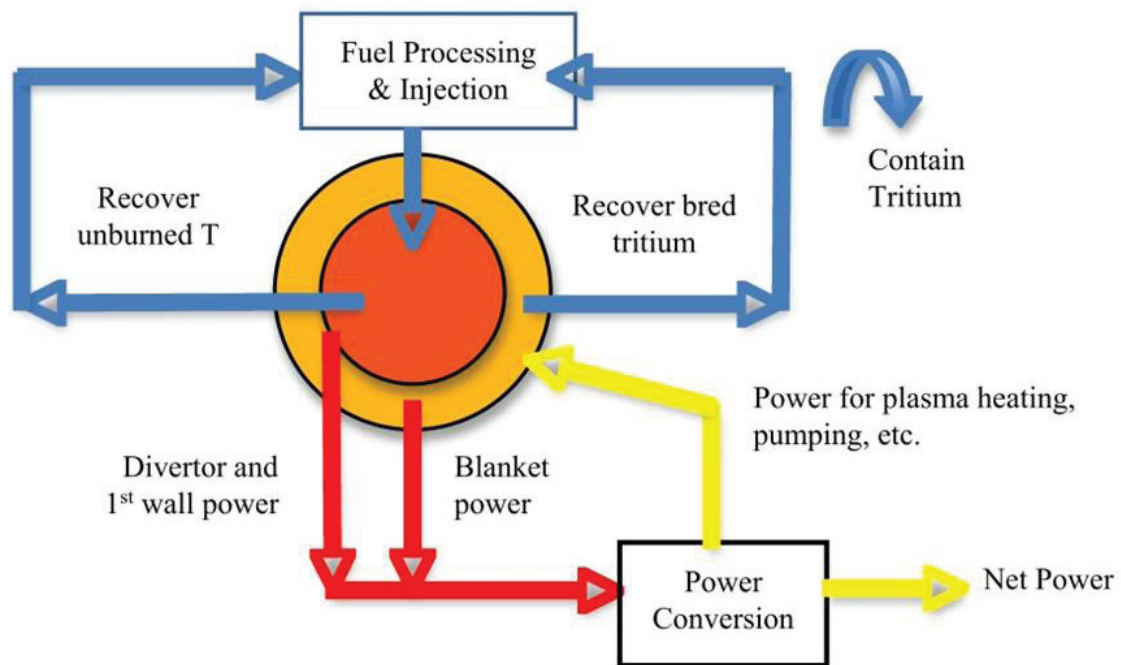 Fuel Processing
& Injection
Contain
Tritium
Recover
unburned T
Recover bred
tritium
Power for plasma heating,
pumping, etc.
Divertor and
1st wall power
Blanket
power
Power
Conversion
Net Power